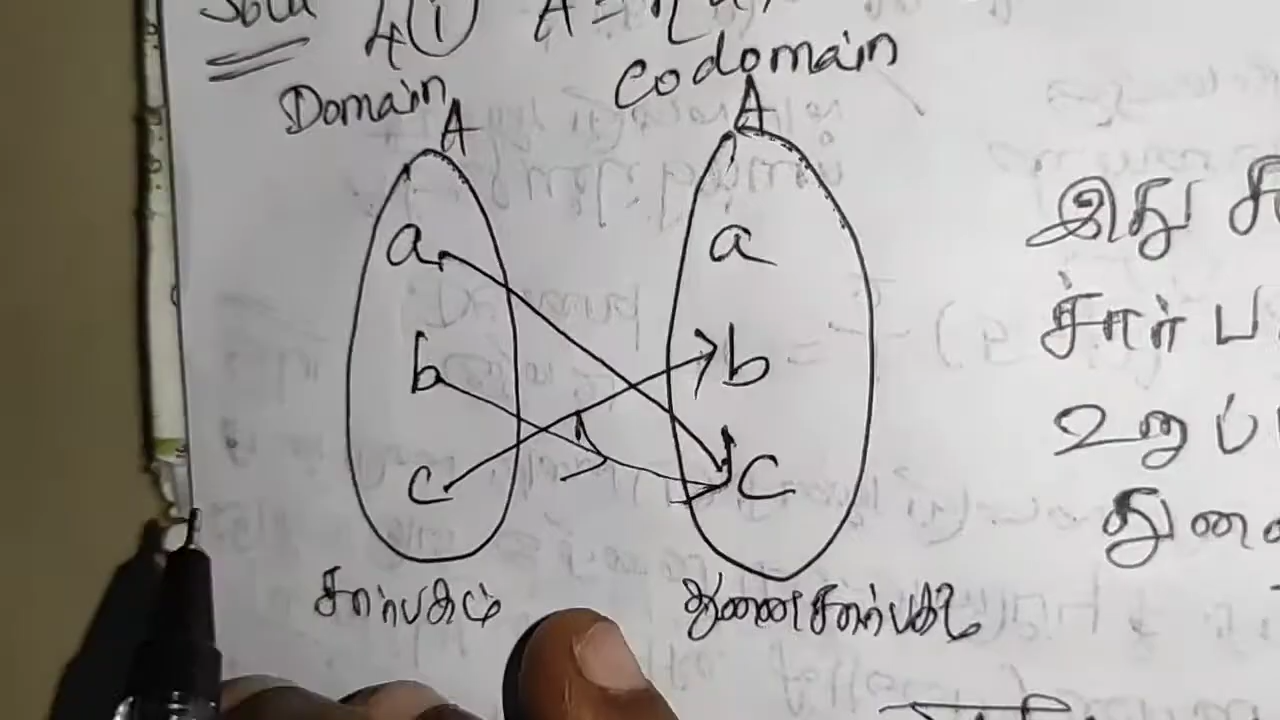 4 (i) A = {a,
Domain Codomain
A A
a a
b b
c c
சார்பகம் துணைசார்பகம்
இது
சார்
உறுப்
துணை